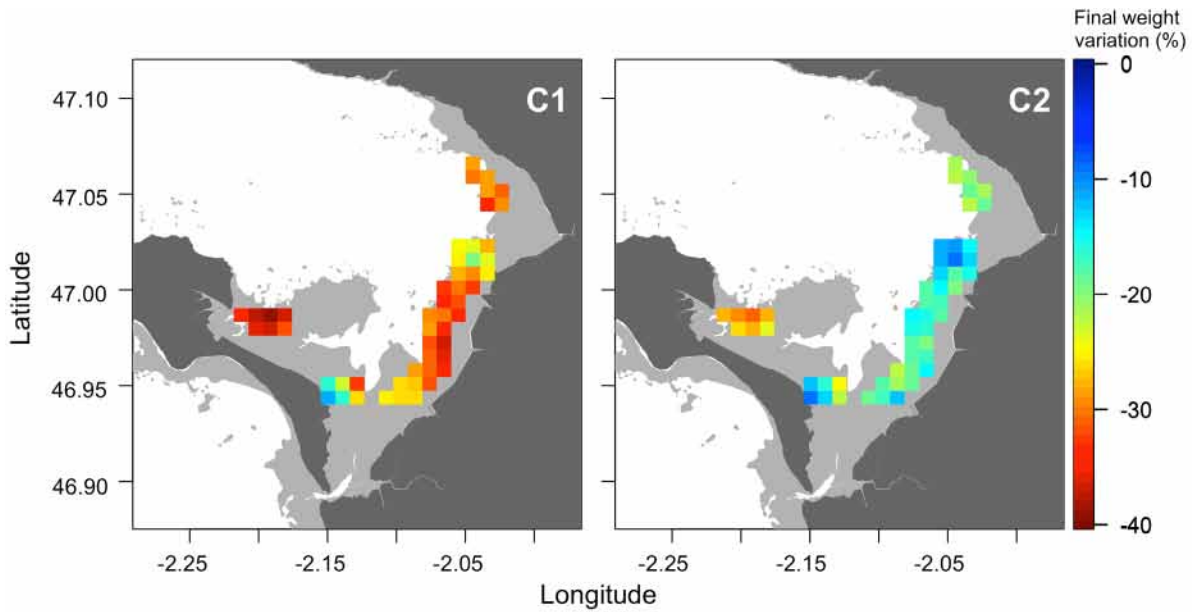 Final weight
variation (%)
C1
C2
47.10
47.05
47.00
46.95
46.90
Latitude
-2.25
-2.15
-2.05
-2.25
-2.15
-2.05
Longitude
0
-10
-20
-30
-40